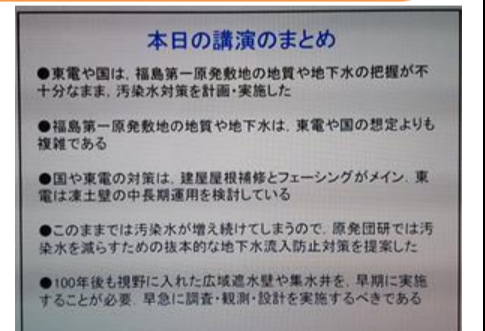 本日の講演のまとめ
●東電や国は，福島第一原発敷地の地質や地下水の把握が不
十分なまま，汚染水対策を計画・実施した
●福島第一原発敷地の地質や地下水は，東電や国の想定よりも
複雑である
●国や東電の対策は，建屋屋根補修とフェーシングがメイン．東
電は凍土壁の中長期運用を検討している
●このままでは汚染水が増え続けてしまうので，原発団研では汚
染水を減らすための抜本的な地下水流入防止対策を提案した
●100年後も視野に入れた広域遮水壁や集水井を，早期に実施
することが必要．早急に調査・観測・設計を実施するべきである